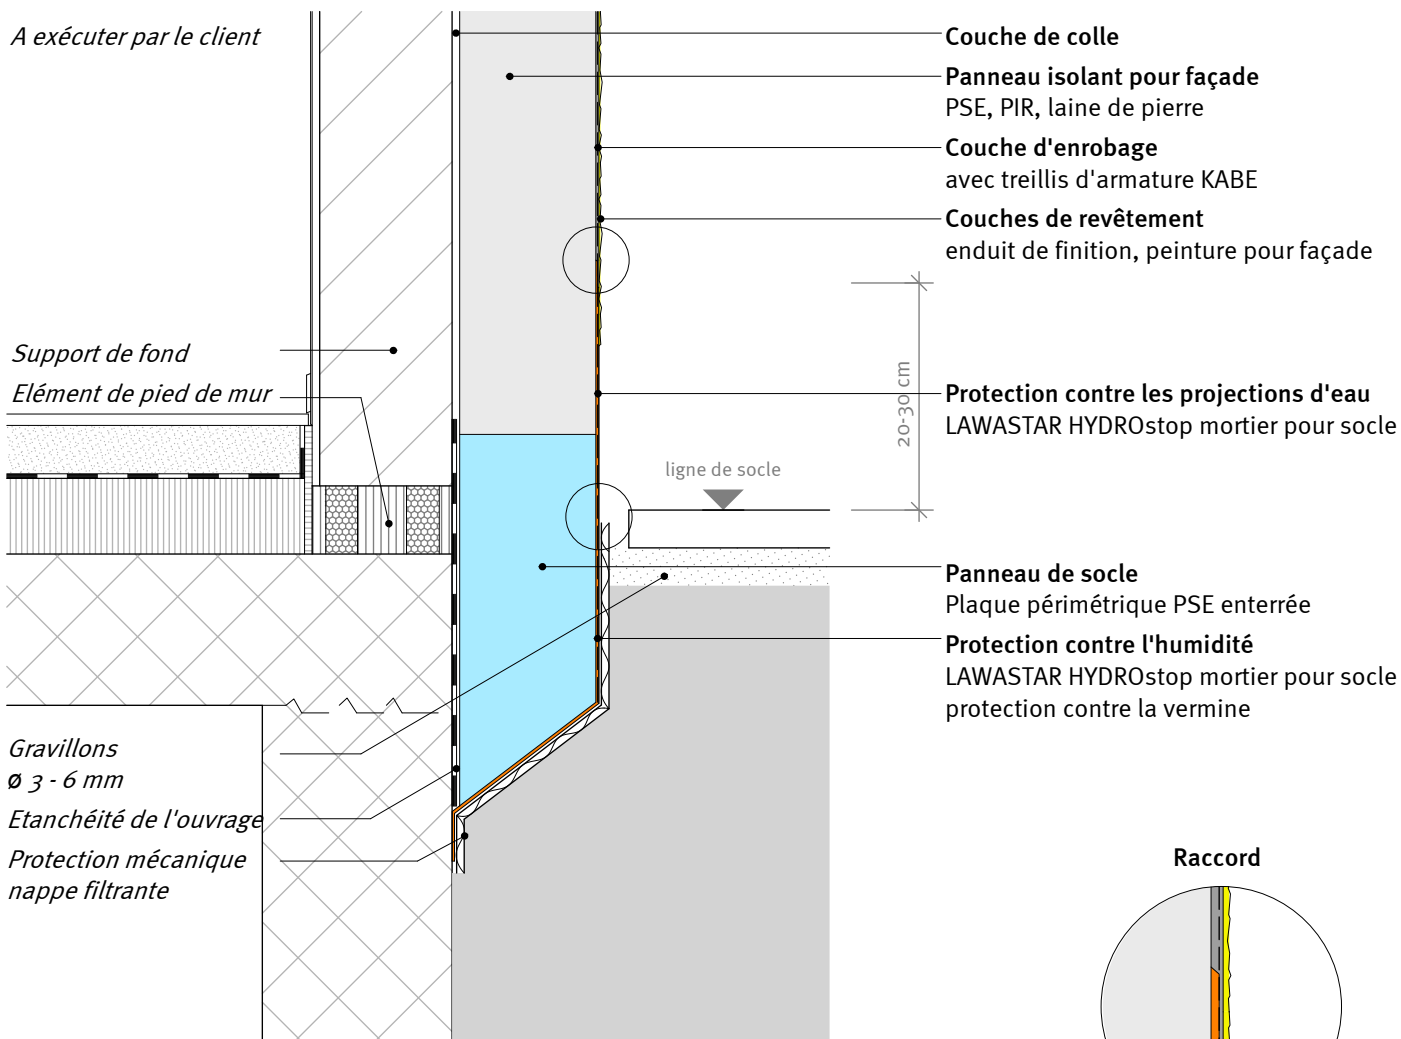 A exécuter par le client
Couche de colle
Panneau isolant pour façade
PSE, PIR, laine de pierre
Couche d'enrobage
avec treillis d'armature KABE
Couches de revêtement
enduit de finition, peinture pour façade
Support de fond
Elément de pied de mur
20-30 cm
Protection contre les projections d'eau
LAWASTAR HYDROstop mortier pour socle
ligne de socle
Panneau de socle
Plaque périmétrique PSE enterrée
Protection contre l'humidité
LAWASTAR HYDROstop mortier pour socle
protection contre la vermine
Gravillons
ø 3 - 6 mm
Etanchéité de l'ouvrage
Protection mécanique
nappe filtrante
Raccord